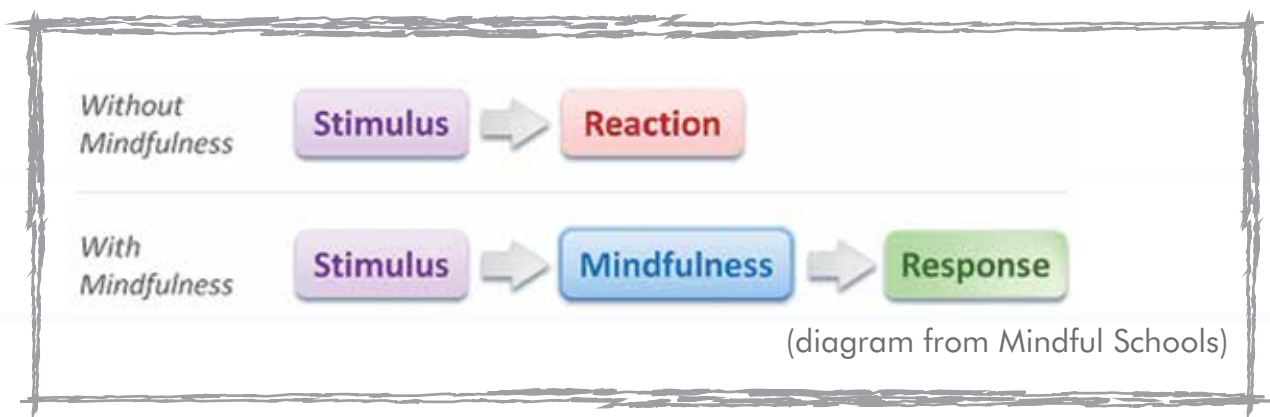 Without
Mindfulness
Stimulus
Reaction
With
Mindfulness
Stimulus
Mindfulness
Response
(diagram from Mindful Schools)